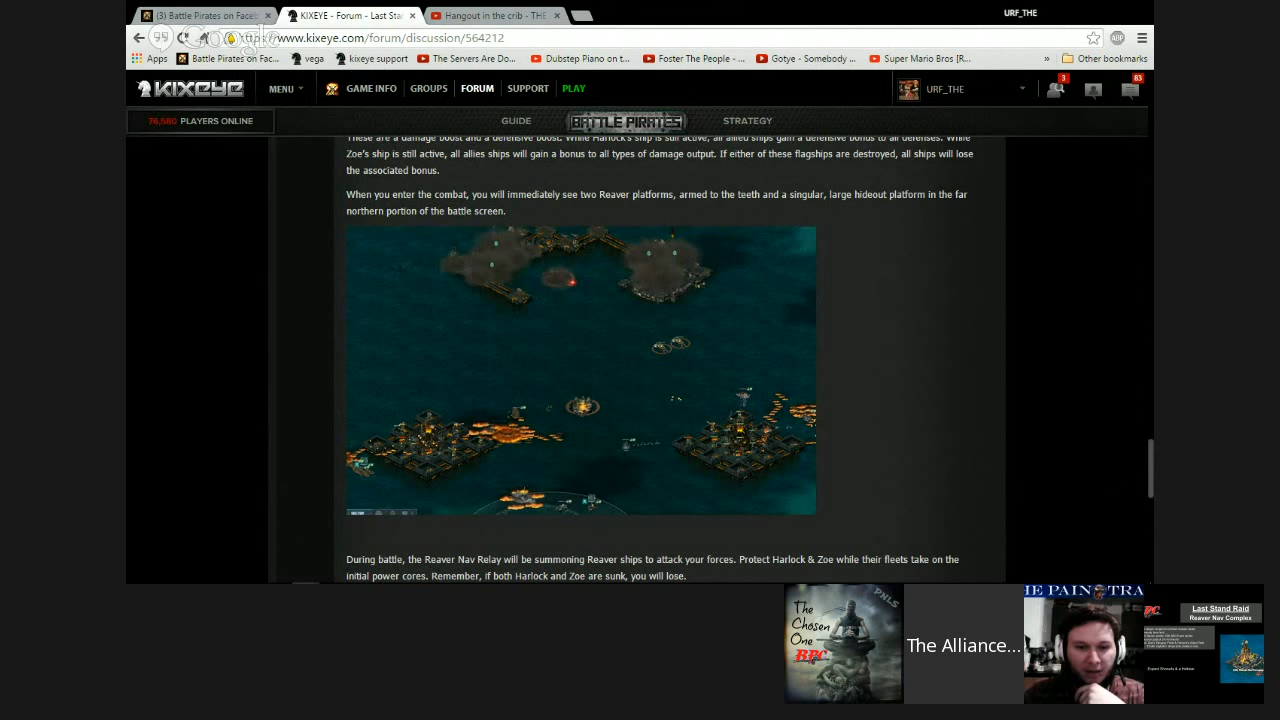 (3) Battle Pirates on Faceb
KIXEYE - Forum - Last Sta
Hangout in the crib - THE
URF_THE
Google
https://www.kixeye.com/forum/discussion/564212
ABP
Apps
Battle Pirates on Fac...
vega
kixeye support
The Servers Are Do...
Dubstep Piano on t...
Foster The People - ...
Gotye - Somebody ...
Super Mario Bros [R...
»
Other bookmarks
KIXEYE
MENU
GAME INFO
GROUPS
FORUM
SUPPORT
PLAY
URF_THE
3
83
76,580 PLAYERS ONLINE
GUIDE
BATTLE PIRATES
STRATEGY
These are a damage boost and a defensive boost. While Harlock's ship is still active, all allied ships gain a defensive bonus to all defenses. While
Zoe's ship is still active, all allies ships will gain a bonus to all types of damage output. If either of these flagships are destroyed, all ships will lose
the associated bonus.
When you enter the combat, you will immediately see two Reaver platforms, armed to the teeth and a singular, large hideout platform in the far
northern portion of the battle screen.
During battle, the Reaver Nav Relay will be summoning Reaver ships to attack your forces. Protect Harlock & Zoe while their fleets take on the
initial power cores. Remember, if both Harlock and Zoe are sunk, you will lose.
The
Chosen
One
BPC
PNLS
The Alliance...
HE PAIN TRA
Last Stand Raid
Reaver Nav Complex